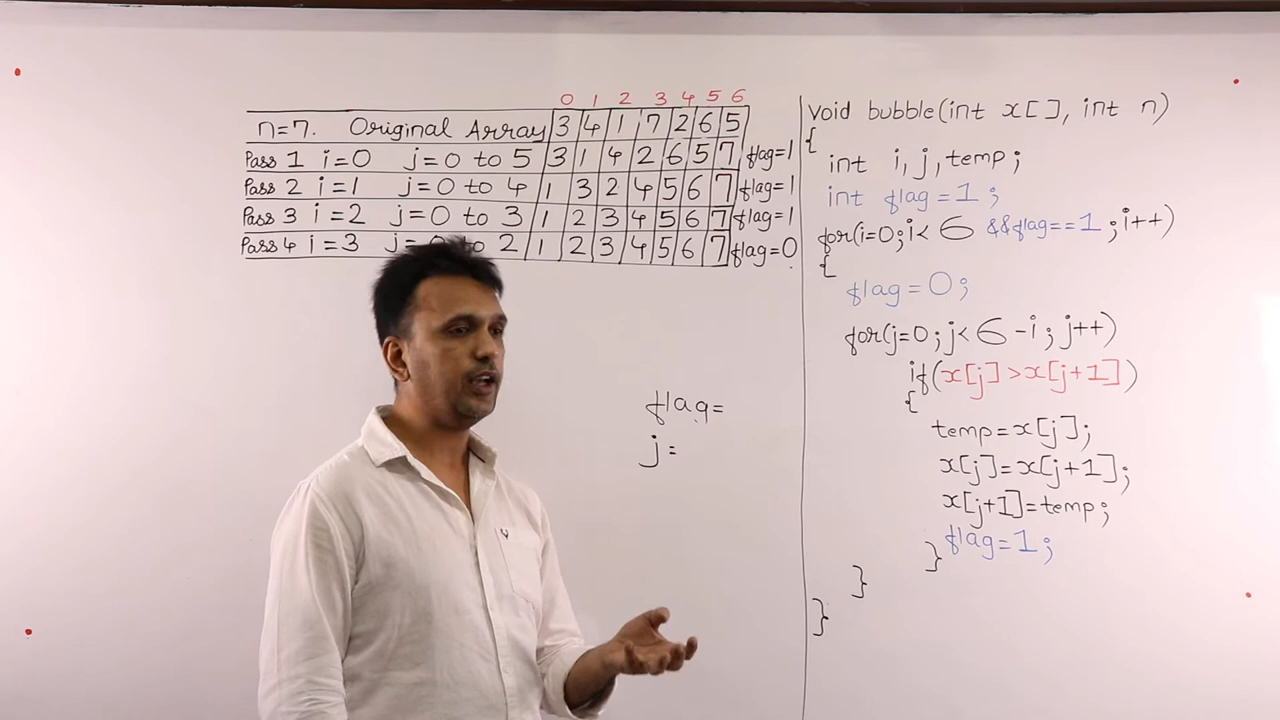 0 1 2 3 4 5 6
n=7. Original Array 3 4 1 7 2 6 5
Pass 1 i=0 j=0 to 5 3 1 4 2 6 5 7 flag=1
Pass 2 i=1 j=0 to 4 1 3 2 4 5 6 7 flag=1
Pass 3 i=2 j=0 to 3 1 2 3 4 5 6 7 flag=1
Pass 4 i=3 j=0 to 2 1 2 3 4 5 6 7 flag=0
flag=
j=
void bubble(int x[], int n)
{
int i,j,temp;
int flag=1;
for(i=0;i<6 &&flag==1;i++)
{
flag=0;
for(j=0;j<6-i;j++)
if(x[j]>x[j+1])
{
temp=x[j];
x[j]=x[j+1];
x[j+1]=temp;
flag=1;
}
}
}